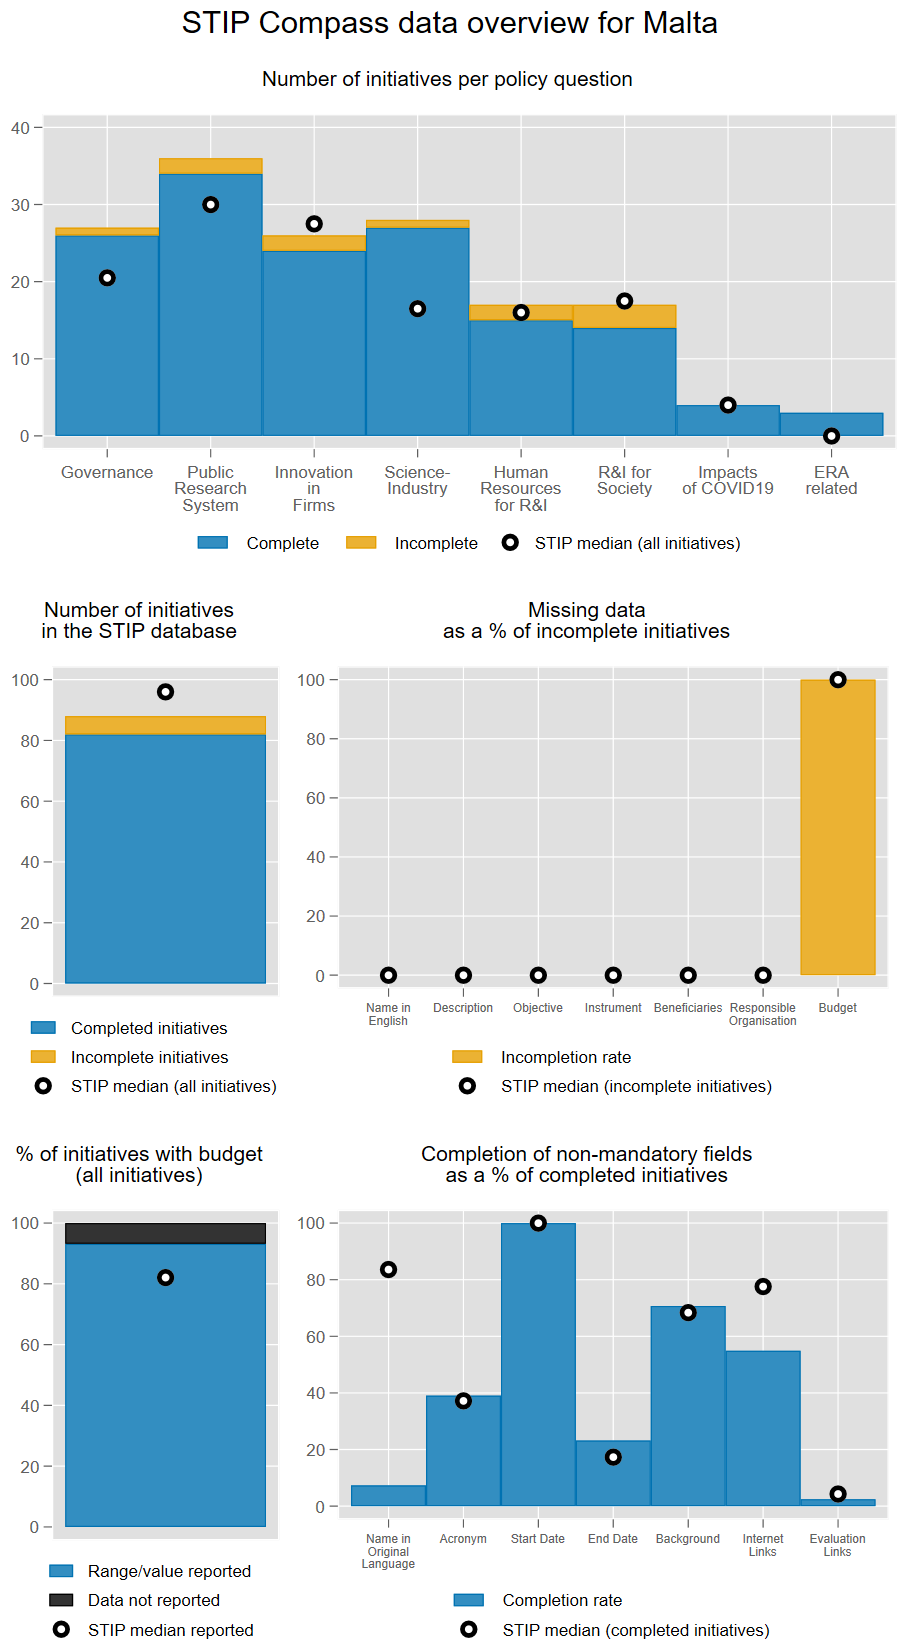 STIP Compass data overview for Malta
Number of initiatives per policy question
40
30
20
10
0
Governance
Public
Research
System
Innovation
in
Firms
Science-
Industry
Human
Resources
for R&I
R&I for
Society
Impacts
of COVID19
ERA
related
Complete
Incomplete
STIP median (all initiatives)
Number of initiatives
in the STIP database
100
80
60
40
20
0
Completed initiatives
Incomplete initiatives
STIP median (all initiatives)
Missing data
as a % of incomplete initiatives
100
80
60
40
20
0
Name in
English
Description
Objective
Instrument
Beneficiaries
Responsible
Organisation
Budget
Incompletion rate
STIP median (incomplete initiatives)
% of initiatives with budget
(all initiatives)
100
80
60
40
20
0
Range/value reported
Data not reported
STIP median reported
Completion of non-mandatory fields
as a % of completed initiatives
100
80
60
40
20
0
Name in
Original
Language
Acronym
Start Date
End Date
Background
Internet
Links
Evaluation
Links
Completion rate
STIP median (completed initiatives)